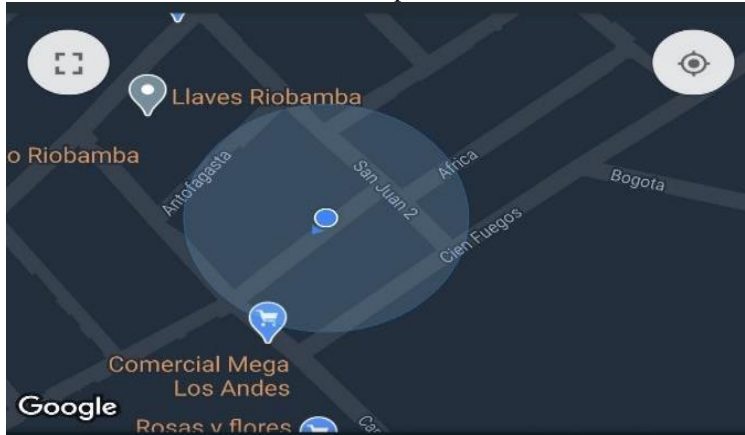 Llaves Riobamba
o Riobamba
Antofagasta
San Juan 2
Africa
Bogota
Cien Fuegos
Comercial Mega
Los Andes
Google
Rosas y flores